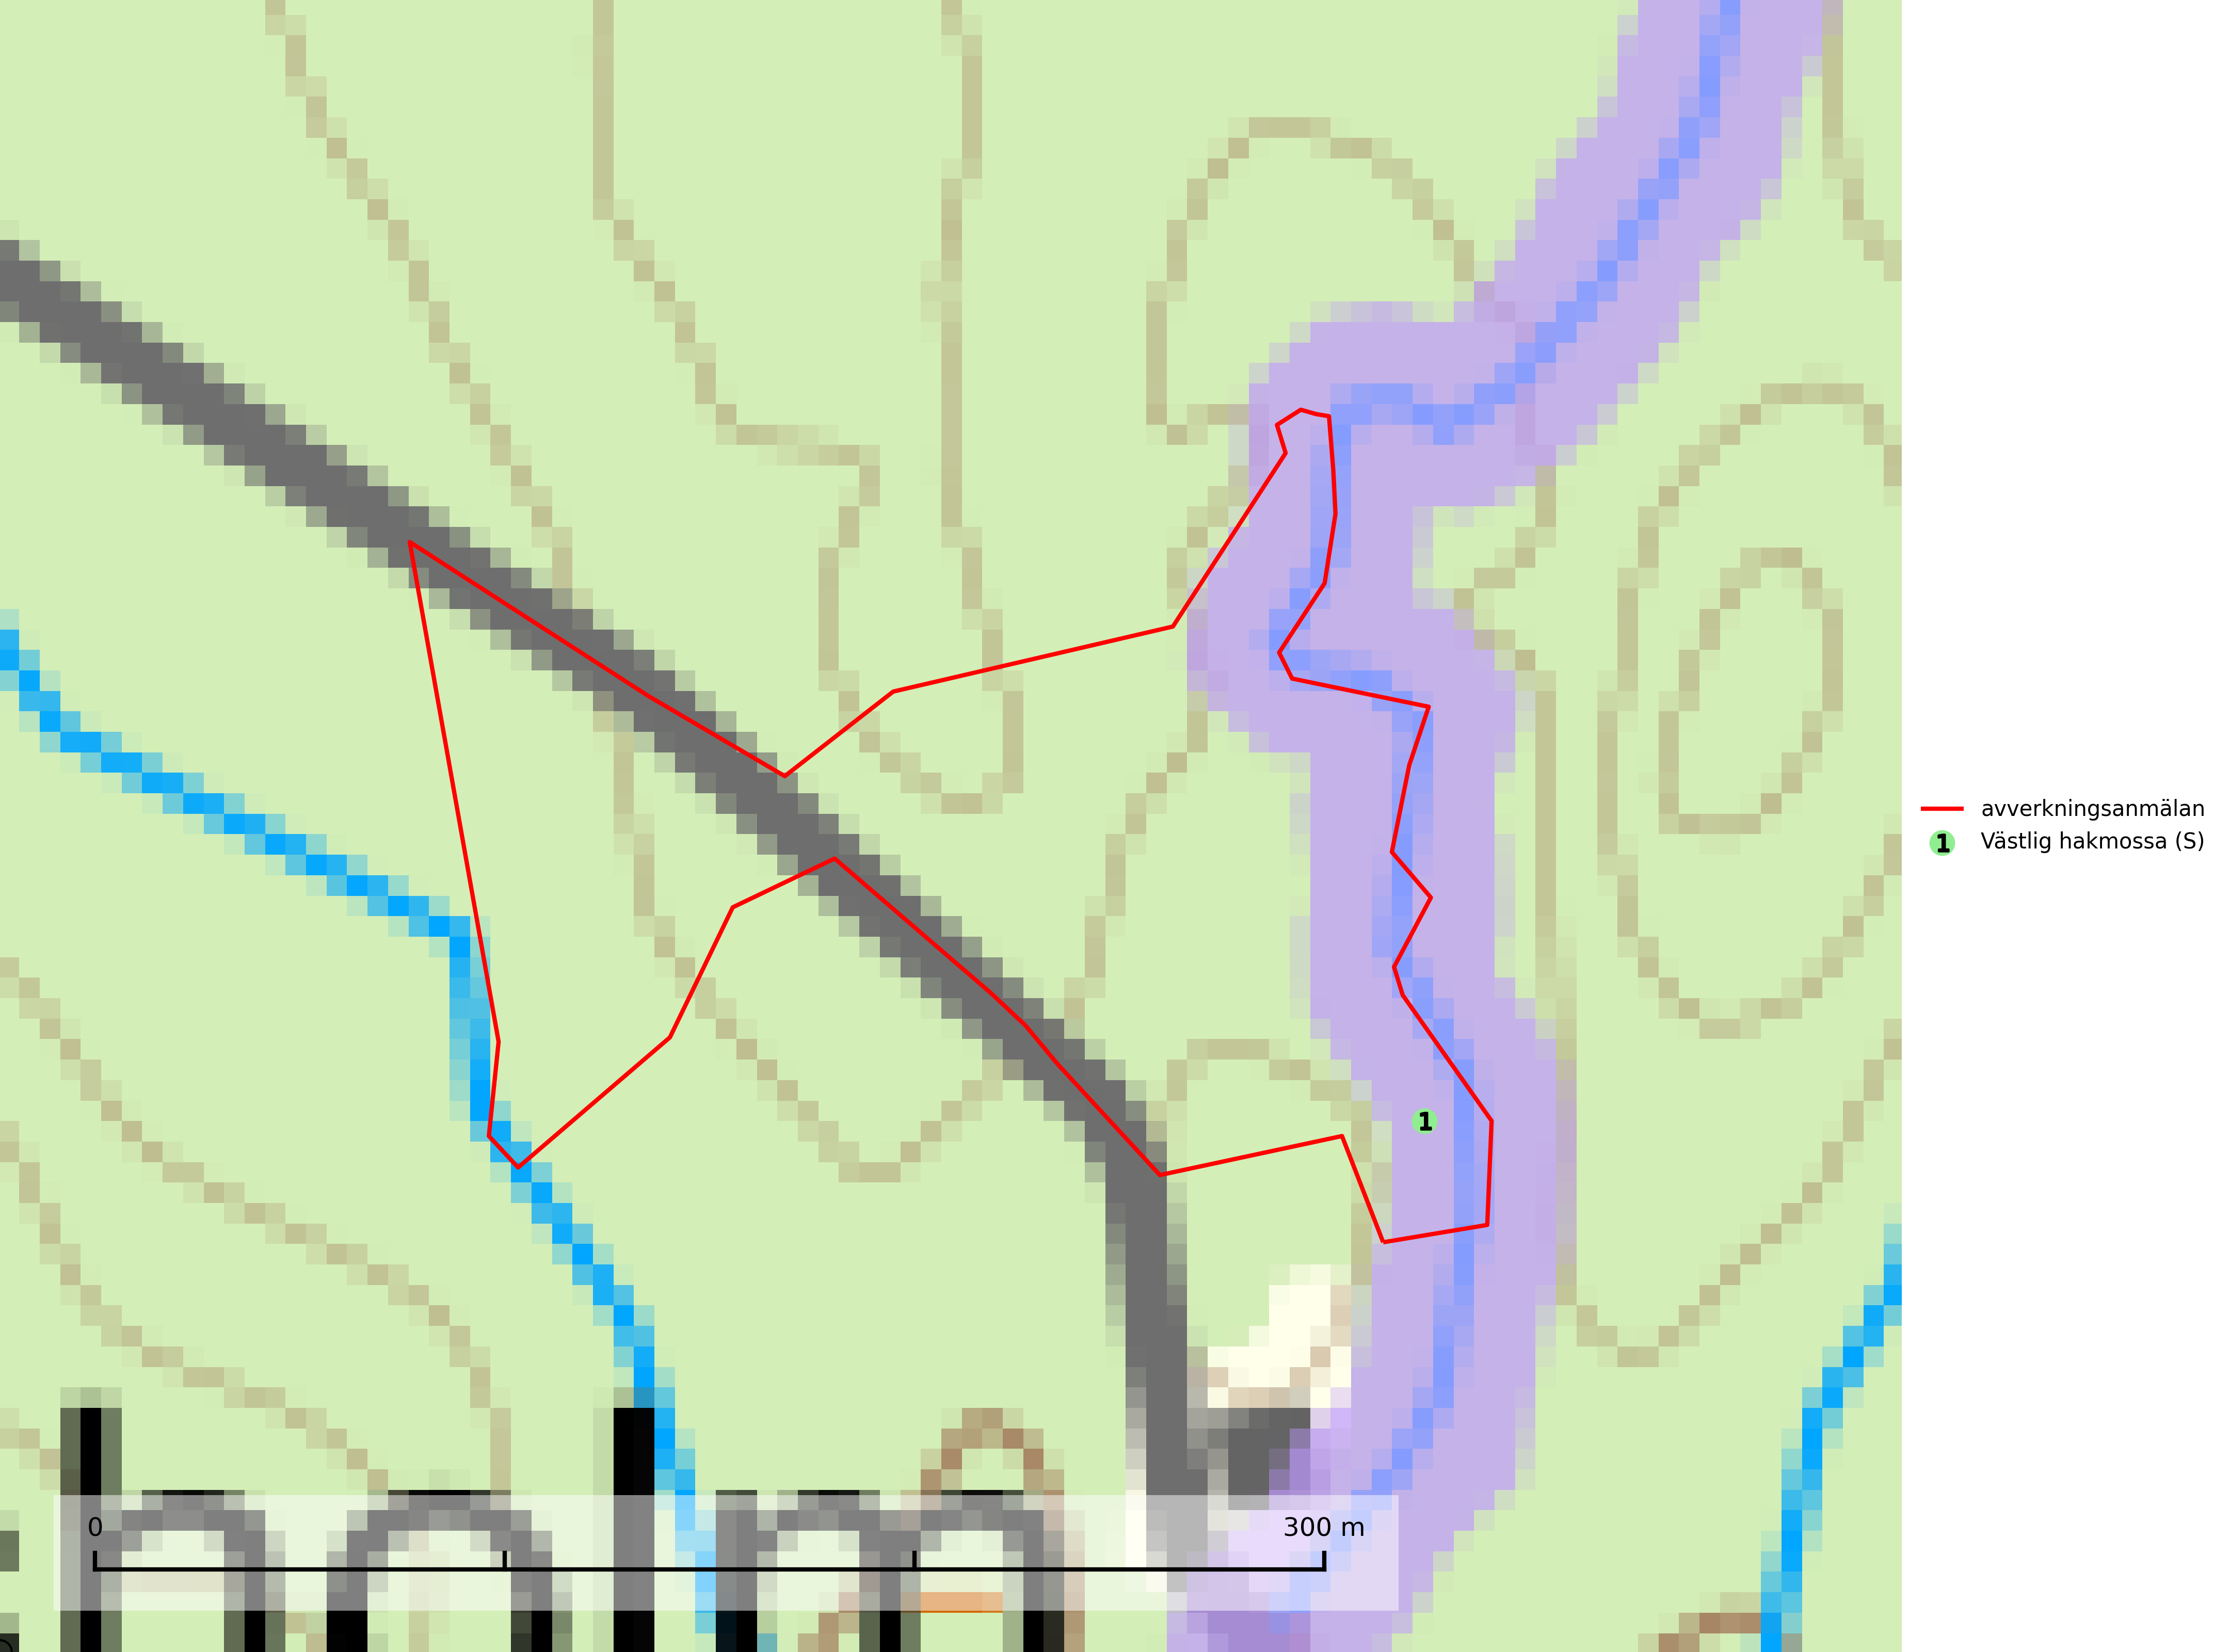 1
avverkningsanmälan
1 Västlig hakmossa (S)
0 300 m